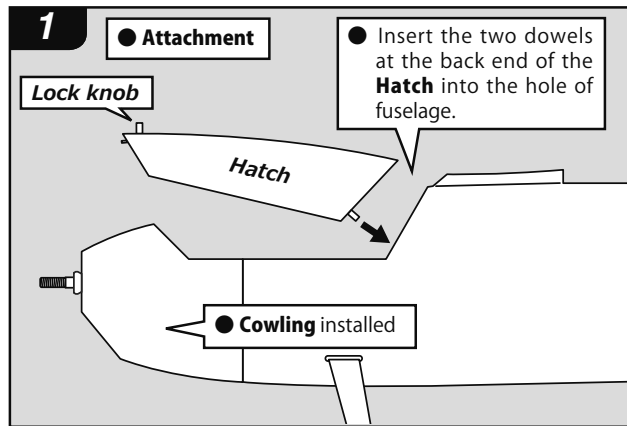 1
● Attachment
● Insert the two dowels
at the back end of the
Hatch into the hole of
fuselage.
Lock knob
Hatch
● Cowling installed